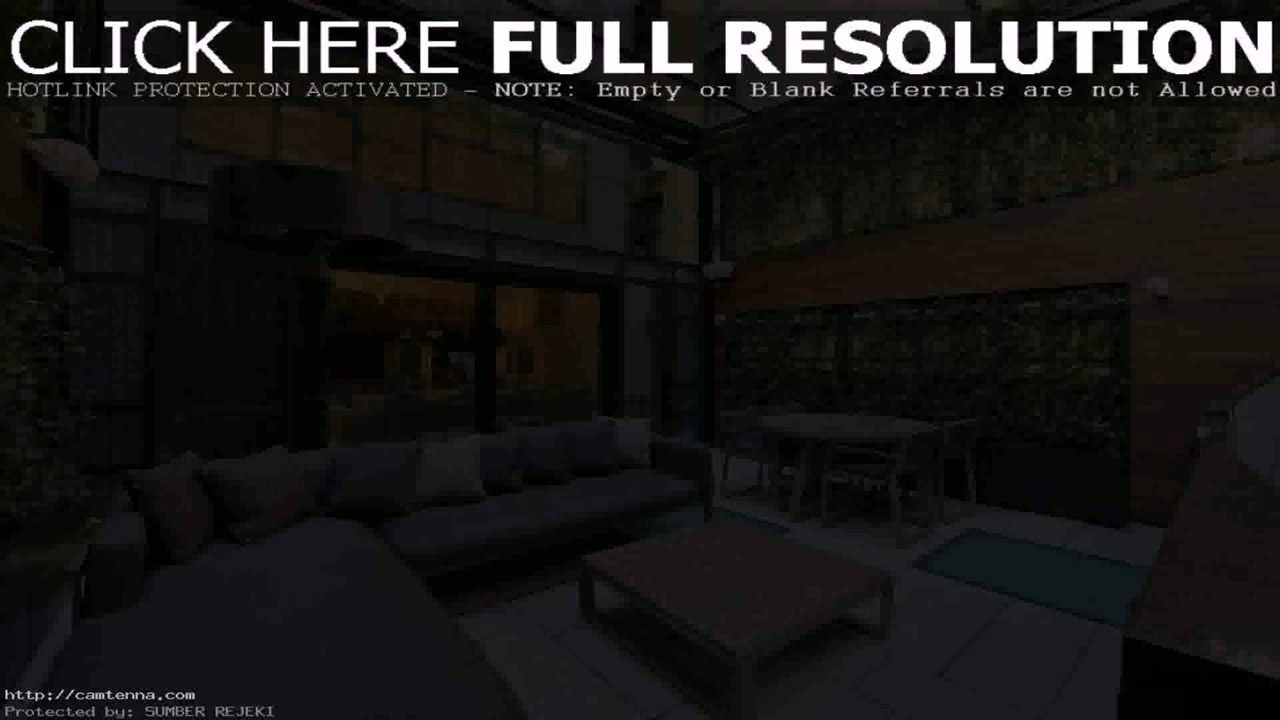 CLICK HERE FULL RESOLUTION
HOTLINK PROTECTION ACTIVATED - NOTE: Empty or Blank Referrals are not Allowed
http://camtenna.com
Protected by: SUMBER REJEKI